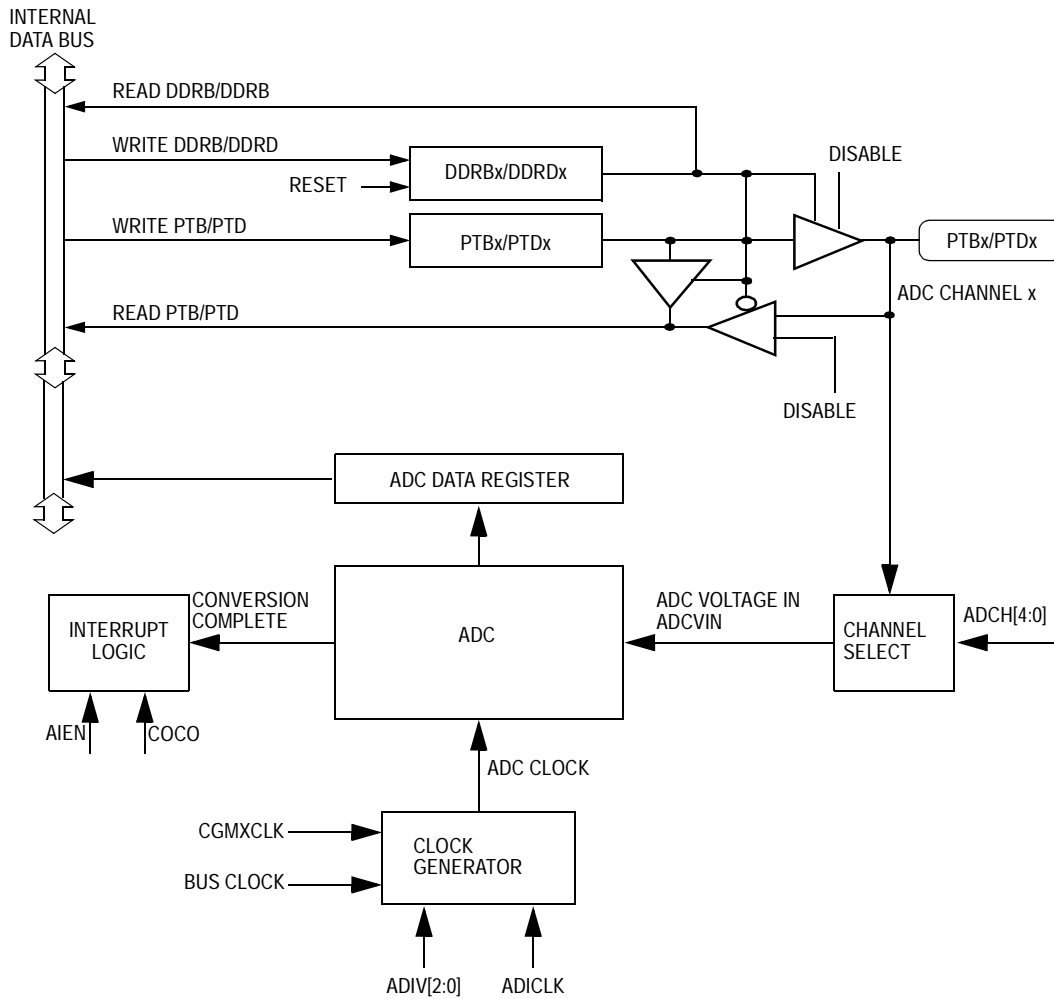 INTERNAL
DATA BUS
READ DDRB/DDRB
WRITE DDRB/DDRD
DISABLE
DDRBx/DDRDx
RESET
WRITE PTB/PTD
PTBx/PTDx
PTBx/PTDx
ADC CHANNEL x
READ PTB/PTD
DISABLE
ADC DATA REGISTER
CONVERSION
COMPLETE
ADC VOLTAGE IN
ADCVIN
INTERRUPT
LOGIC
ADC
CHANNEL
SELECT
ADCH[4:0]
AIEN
COCO
ADC CLOCK
CGMXCLK
CLOCK
GENERATOR
BUS CLOCK
ADIV[2:0]
ADICLK